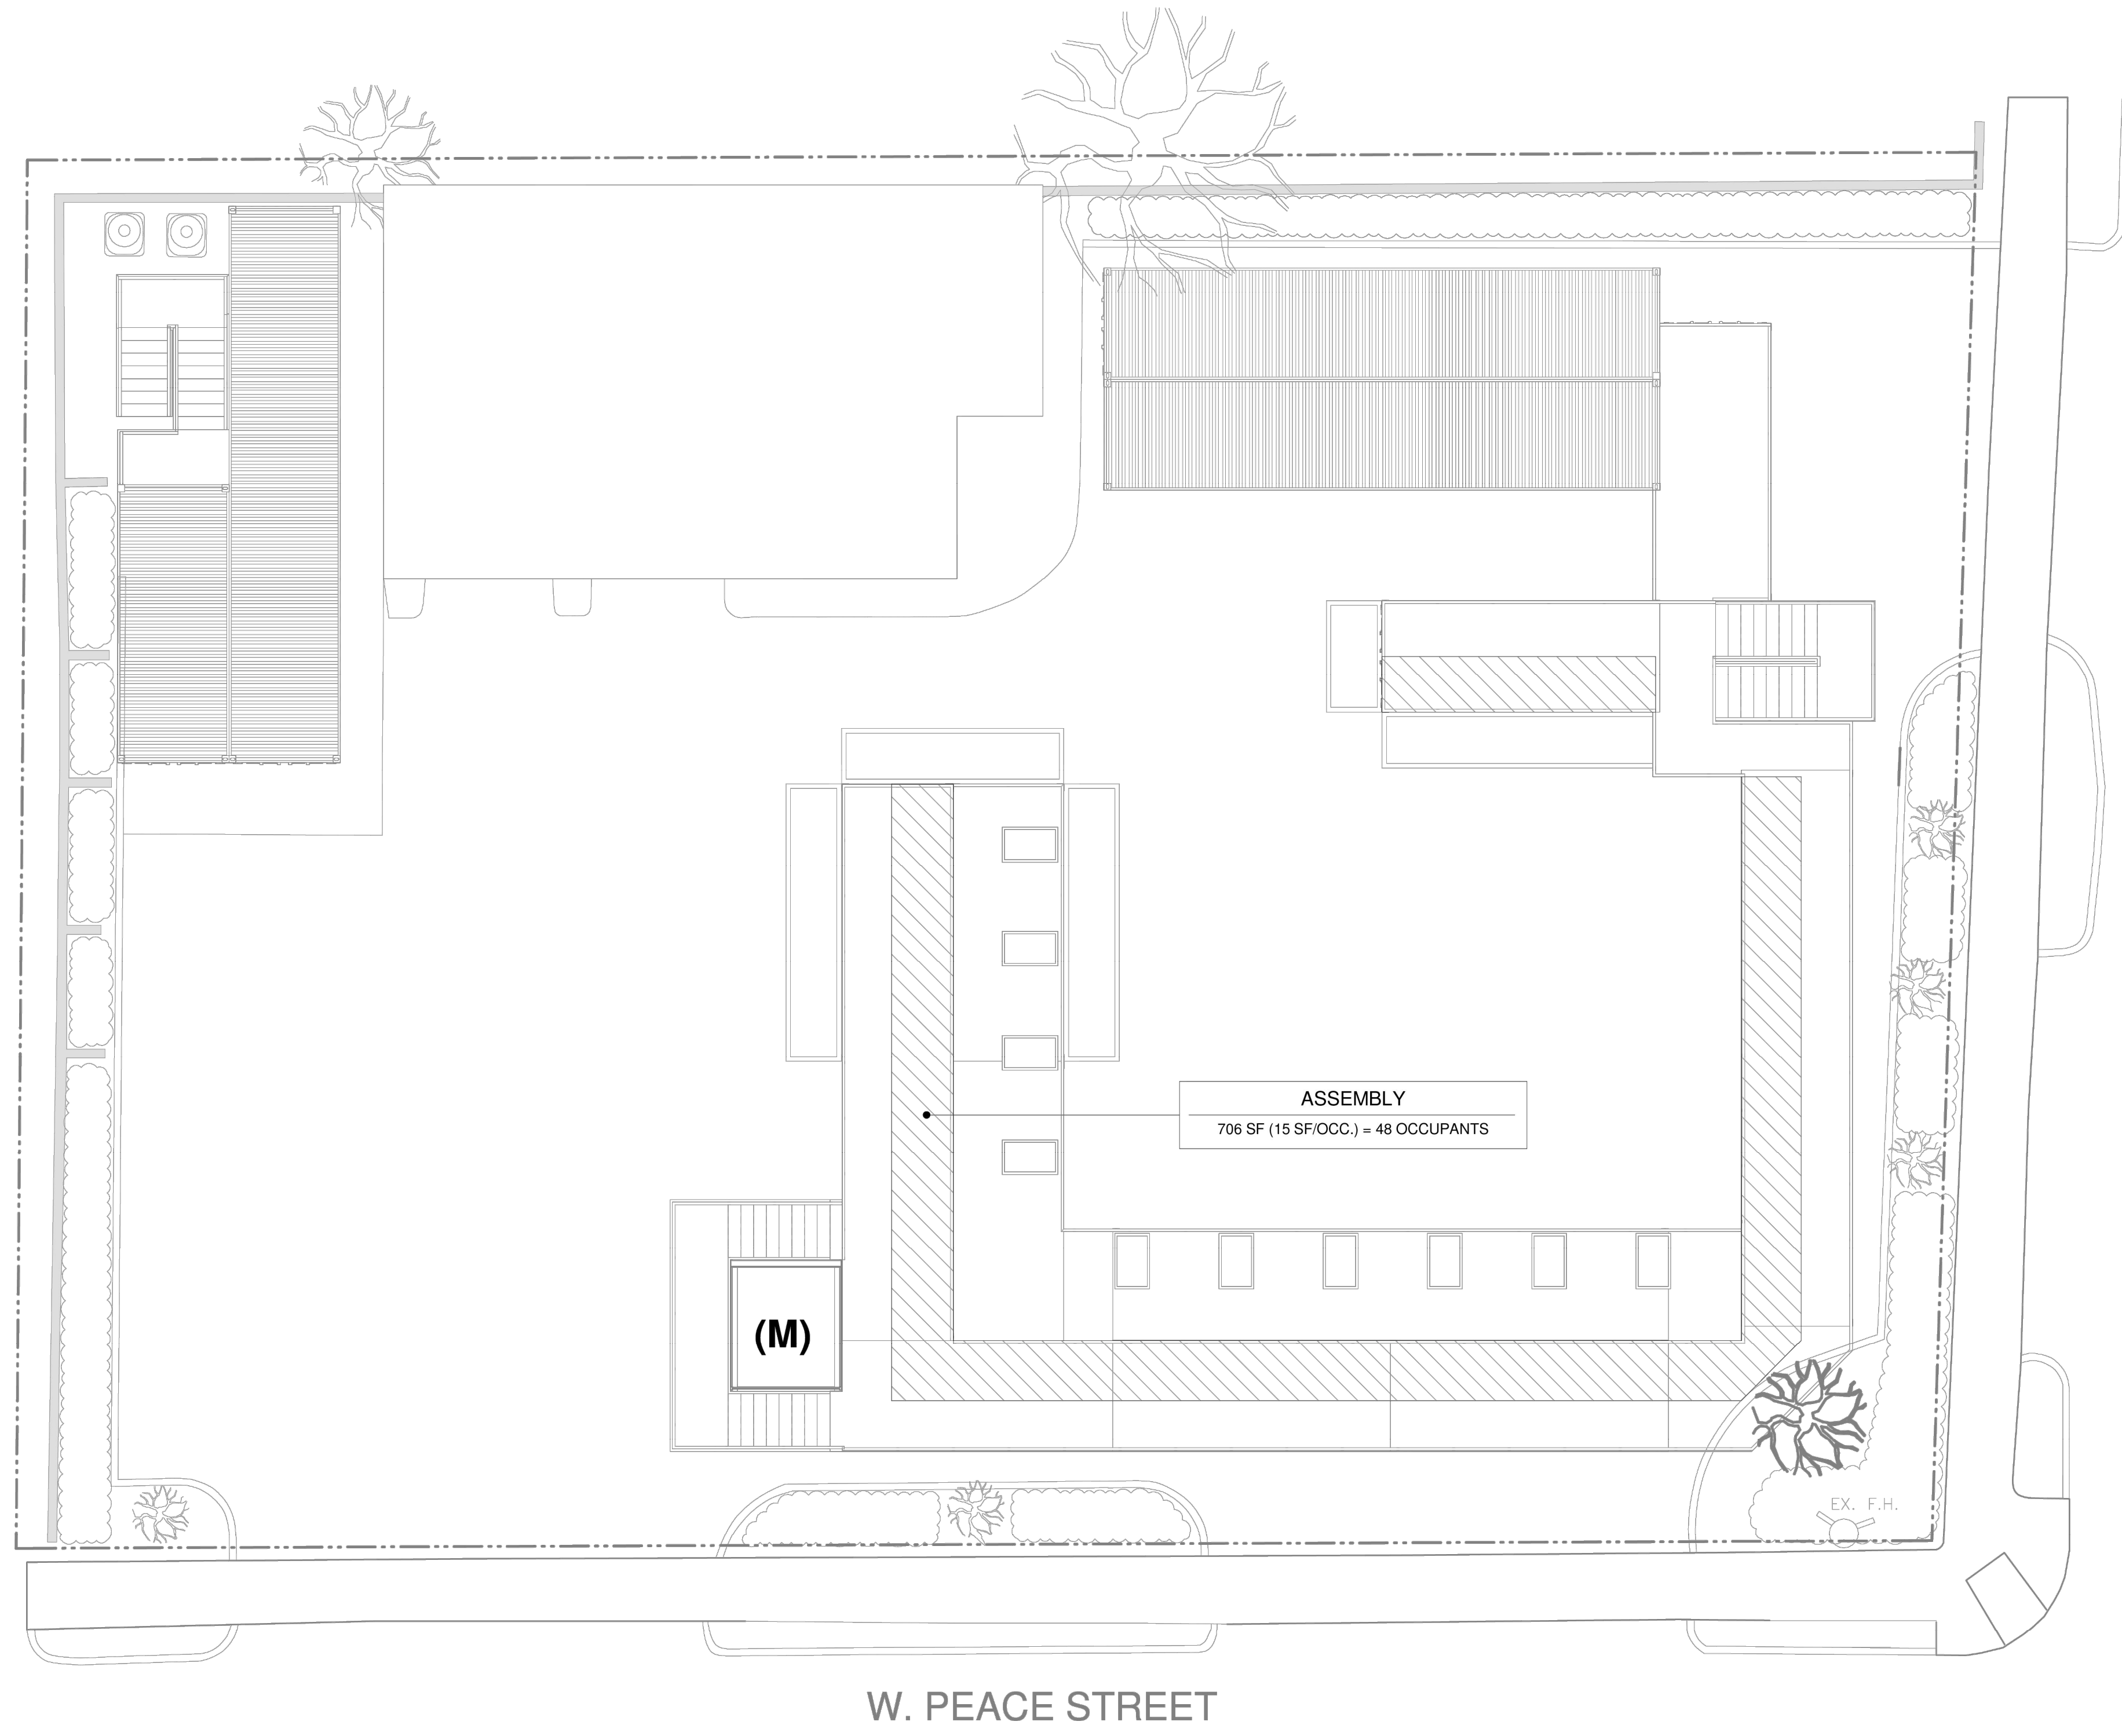 ASSEMBLY
706 SF (15 SF/OCC.) = 48 OCCUPANTS
(M)
EX. F.H.
W. PEACE STREET